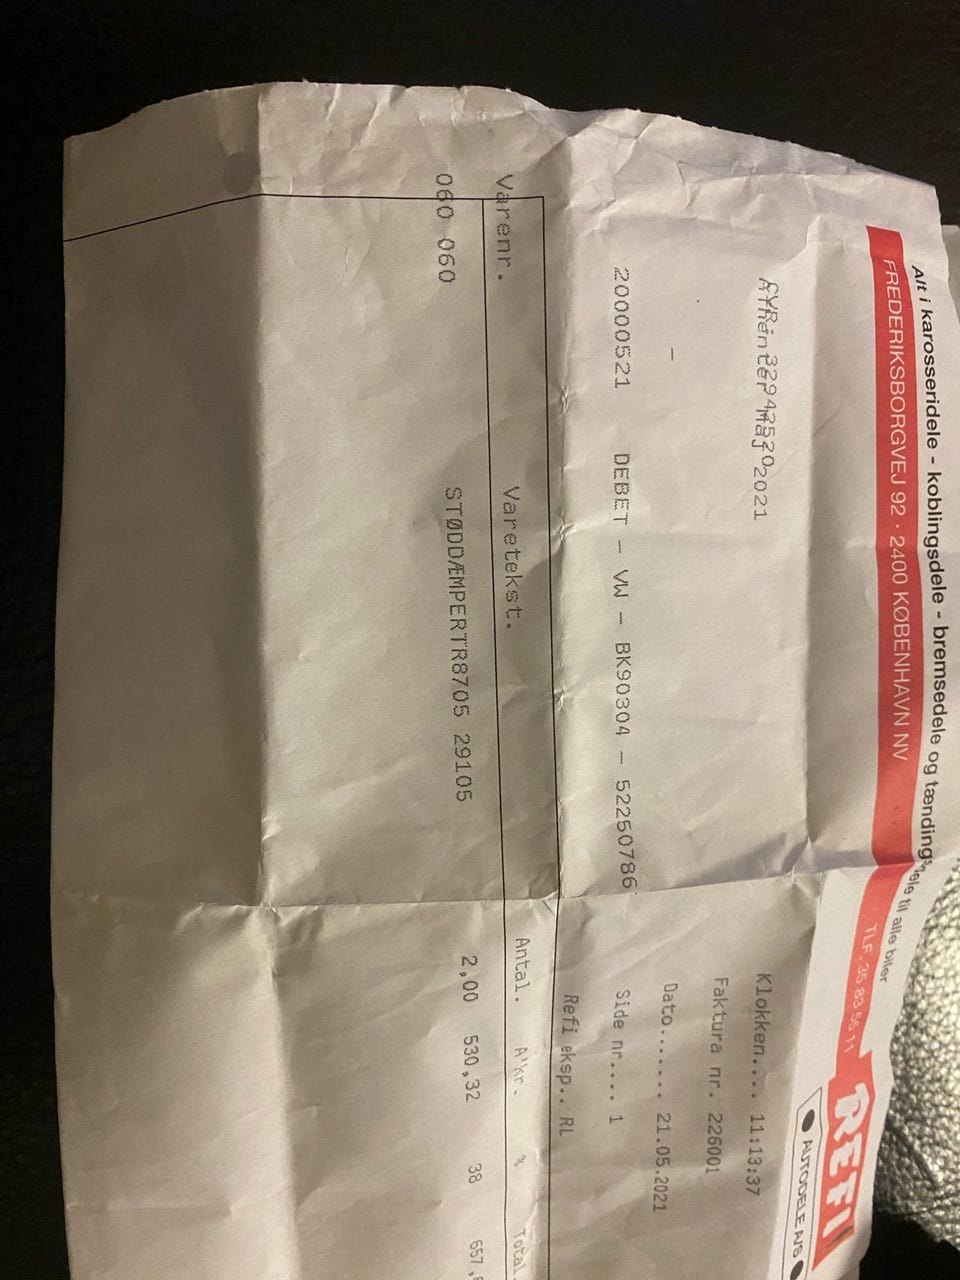 Alt i karosseridele - koblingsdele - bremsedele og tændingsdele til alle biler
FREDERIKSBORGVEJ 92 · 2400 KØBENHAVN NV TLF. 35 83 55 11
REFI
AUTODELE A/S
Klokken.... 11:13:37
Faktura nr. 226001
Dato....... 21.05.2021
20000521 DEBET - VW - BK90304 - 52250786 Side nr.... 1
Refi eksp.. RL
Varenr. Varetekst. Antal. A'kr. % Total.
060 060 STØDDÆMPERTR8705 29105 2,00 530,32 38 657,